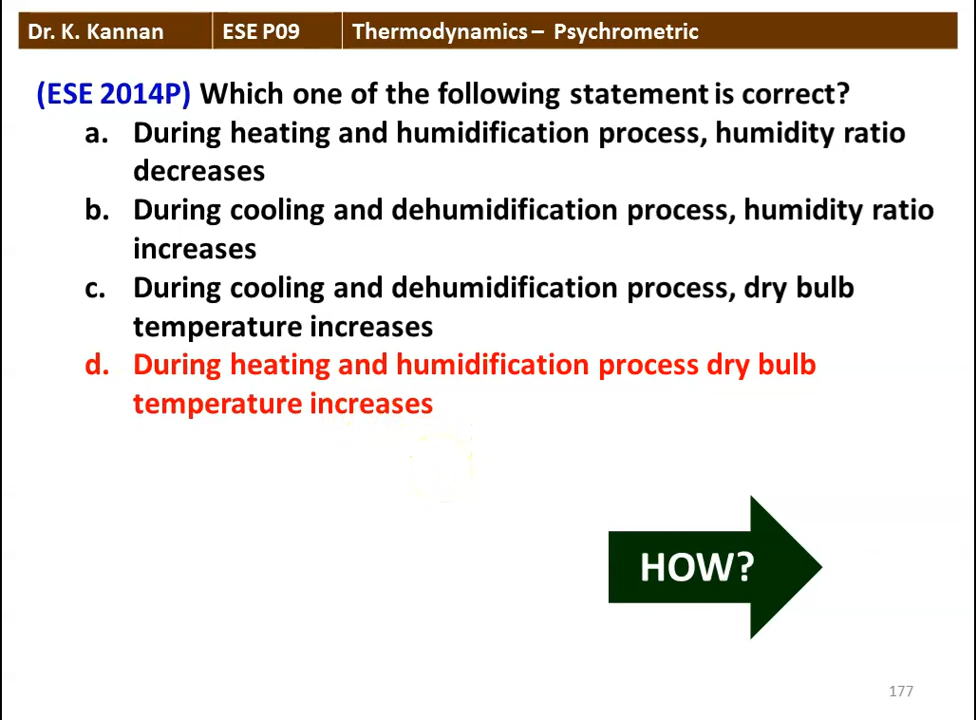 Dr. K. Kannan ESE P09 Thermodynamics – Psychrometric
(ESE 2014P) Which one of the following statement is correct?
a. During heating and humidification process, humidity ratio
decreases
b. During cooling and dehumidification process, humidity ratio
increases
c. During cooling and dehumidification process, dry bulb
temperature increases
d. During heating and humidification process dry bulb
temperature increases
HOW?
177